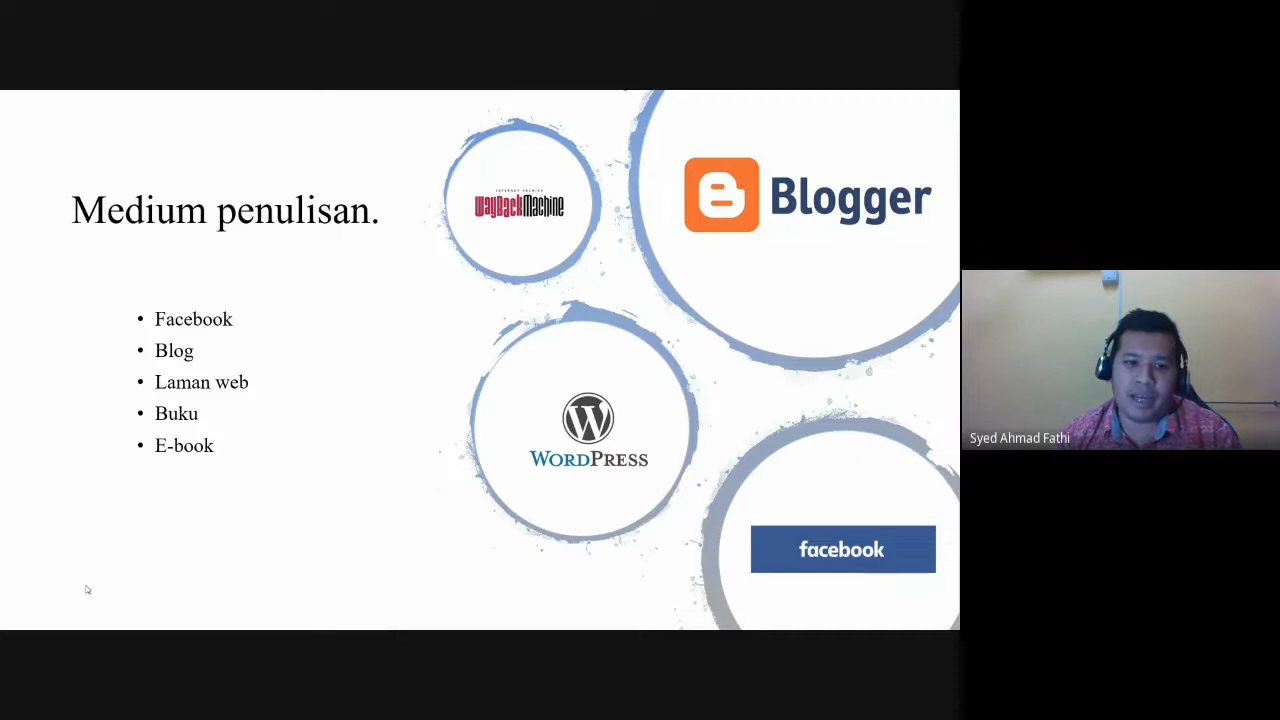 Medium penulisan.
• Facebook
• Blog
• Laman web
• Buku
• E-book
INTERNET ARCHIVE
WayBackMachine
Blogger
WORDPRESS
facebook
Syed Ahmad Fathi